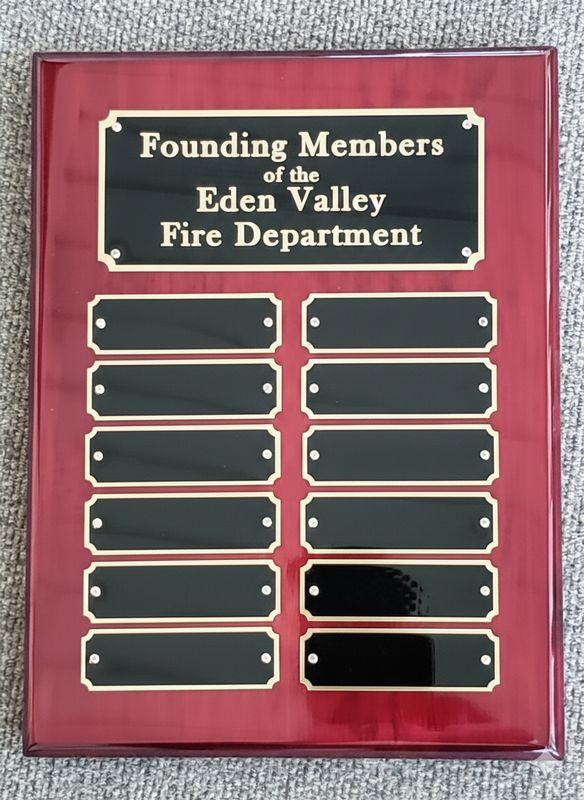 Founding Members
of the
Eden Valley
Fire Department